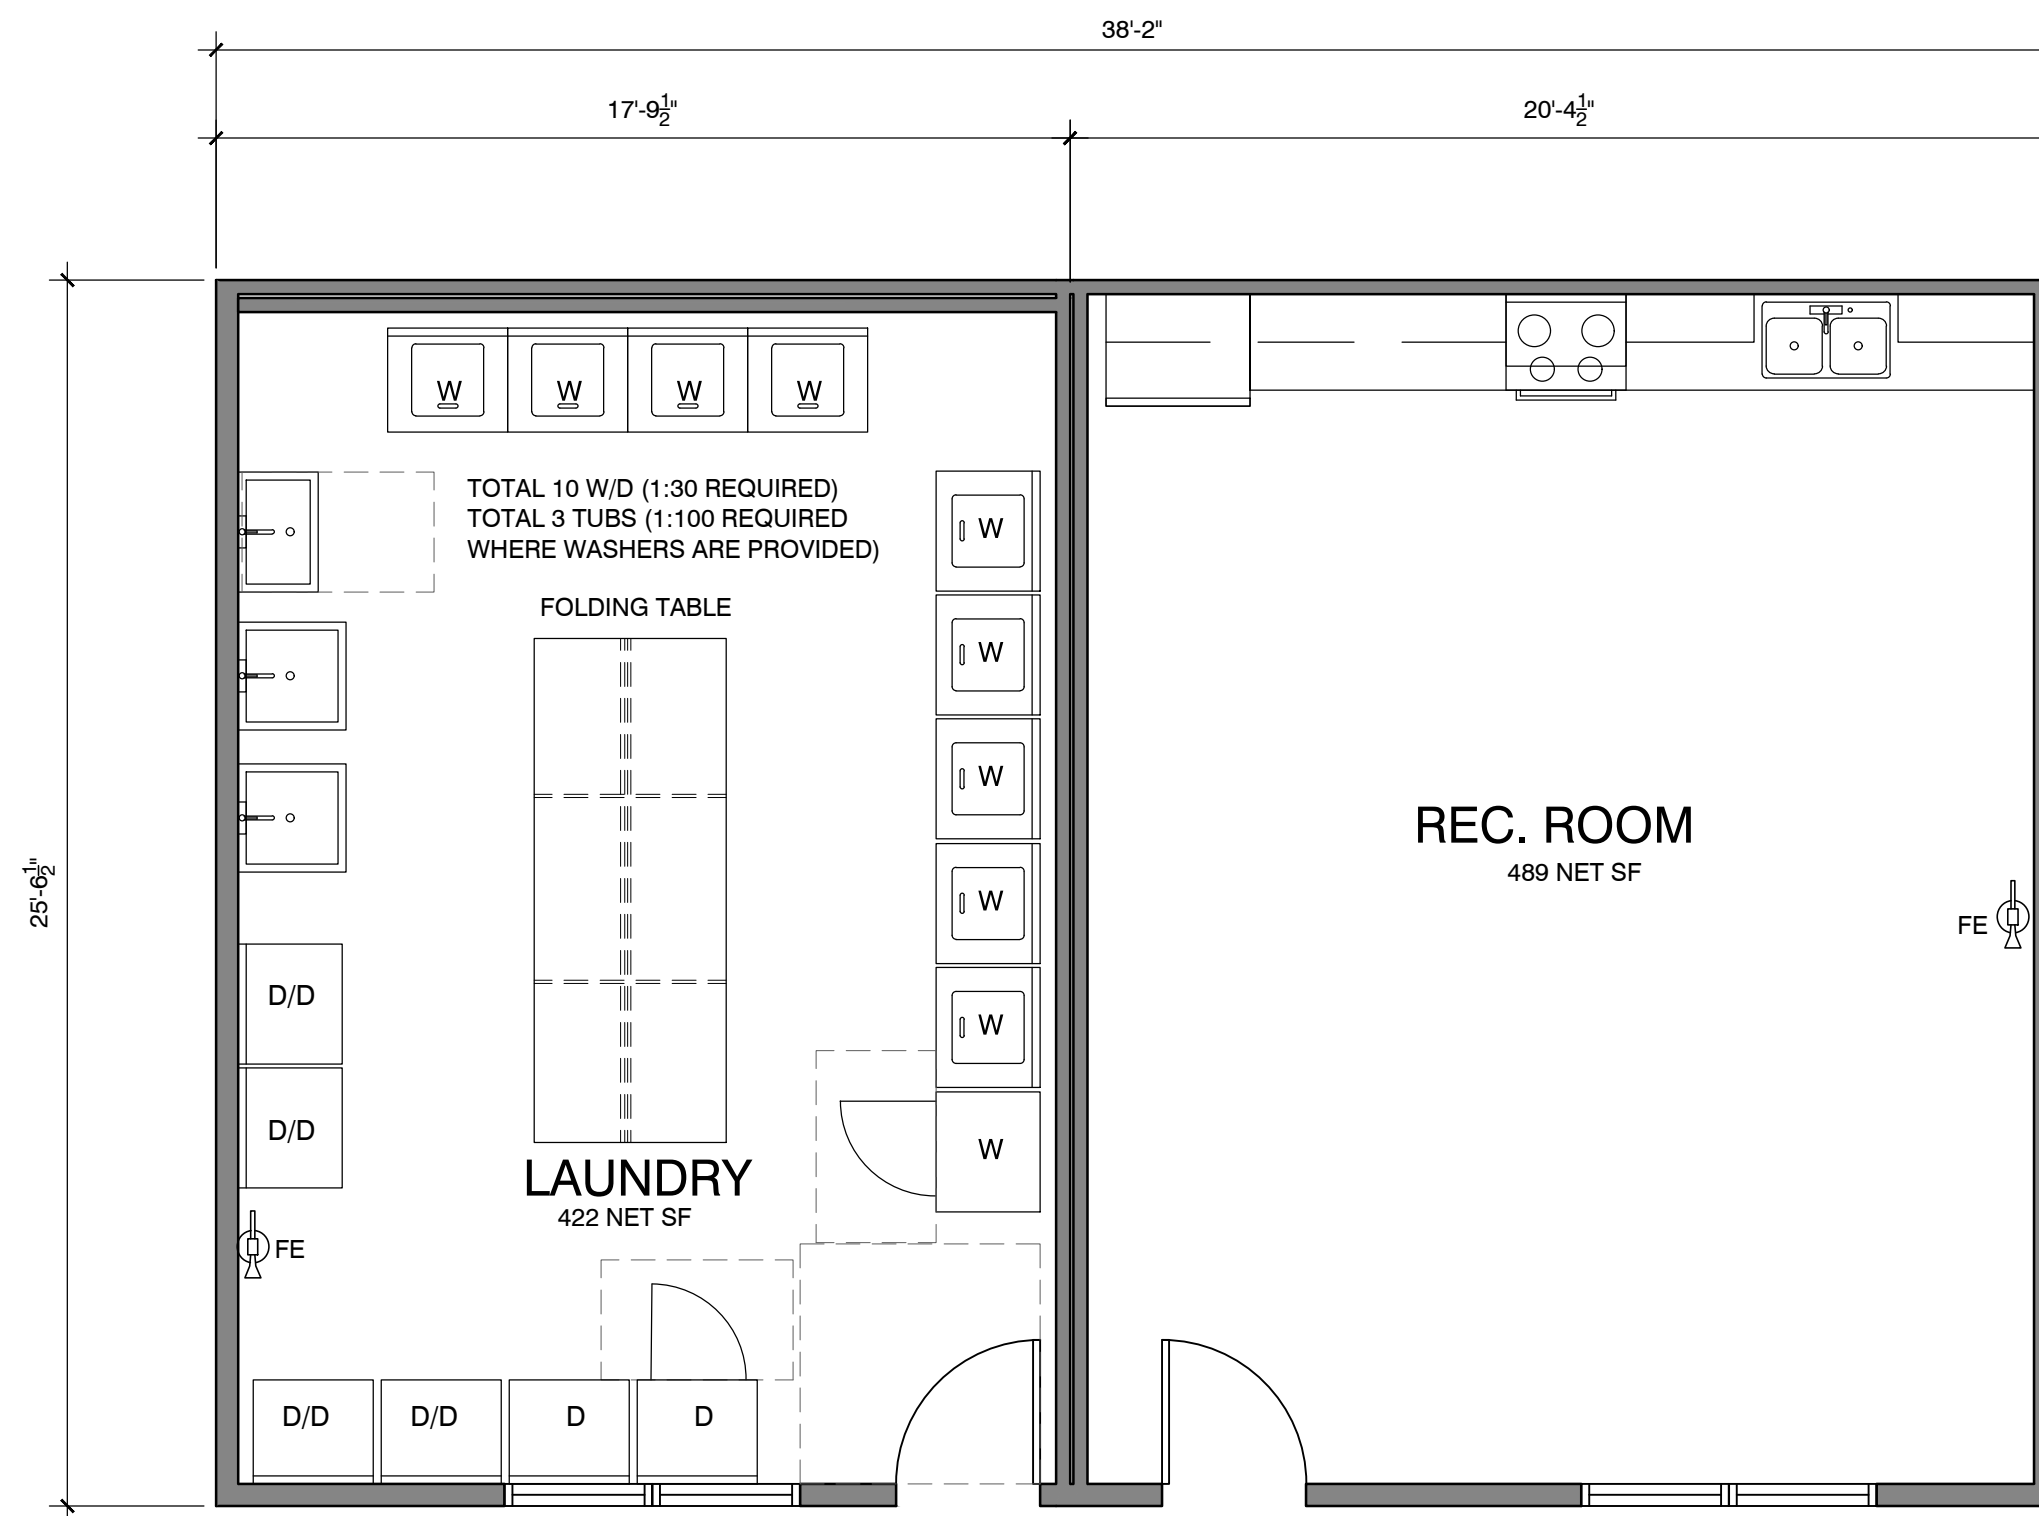 38'-2"
17'-9½"
20'-4½"
25'-6½"
W W W W
TOTAL 10 W/D (1:30 REQUIRED)
TOTAL 3 TUBS (1:100 REQUIRED
WHERE WASHERS ARE PROVIDED)
FOLDING TABLE
W
W
W
W
W
W
D/D
D/D
LAUNDRY
422 NET SF
FE
D/D D/D D D
REC. ROOM
489 NET SF
FE